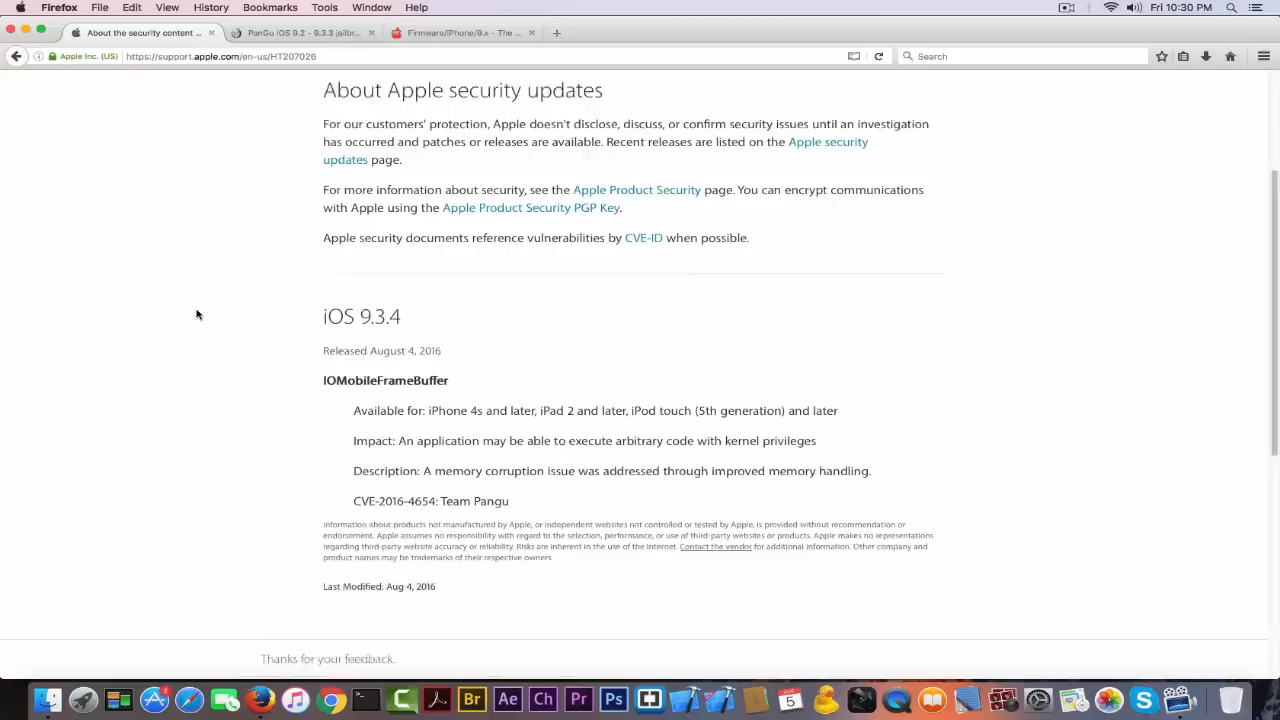 Firefox File Edit View History Bookmarks Tools Window Help Fri 10:30 PM
About the security content ... PanGu iOS 9.2 - 9.3.3 jailbr... Firmware/iPhone/9.x - The ...
Apple Inc. (US) https://support.apple.com/en-us/HT207026 Search
About Apple security updates
For our customers' protection, Apple doesn't disclose, discuss, or confirm security issues until an investigation
has occurred and patches or releases are available. Recent releases are listed on the Apple security
updates page.
For more information about security, see the Apple Product Security page. You can encrypt communications
with Apple using the Apple Product Security PGP Key.
Apple security documents reference vulnerabilities by CVE-ID when possible.
iOS 9.3.4
Released August 4, 2016
IOMobileFrameBuffer
Available for: iPhone 4s and later, iPad 2 and later, iPod touch (5th generation) and later
Impact: An application may be able to execute arbitrary code with kernel privileges
Description: A memory corruption issue was addressed through improved memory handling.
CVE-2016-4654: Team Pangu
Information about products not manufactured by Apple, or independent websites not controlled or tested by Apple, is provided without recommendation or
endorsement. Apple assumes no responsibility with regard to the selection, performance, or use of third-party websites or products. Apple makes no representations
regarding third-party website accuracy or reliability. Risks are inherent in the use of the Internet. Contact the vendor for additional information. Other company and
product names may be trademarks of their respective owners.
Last Modified: Aug 4, 2016
Thanks for your feedback.
2 Br Ae Ch Pr Ps AUG 5